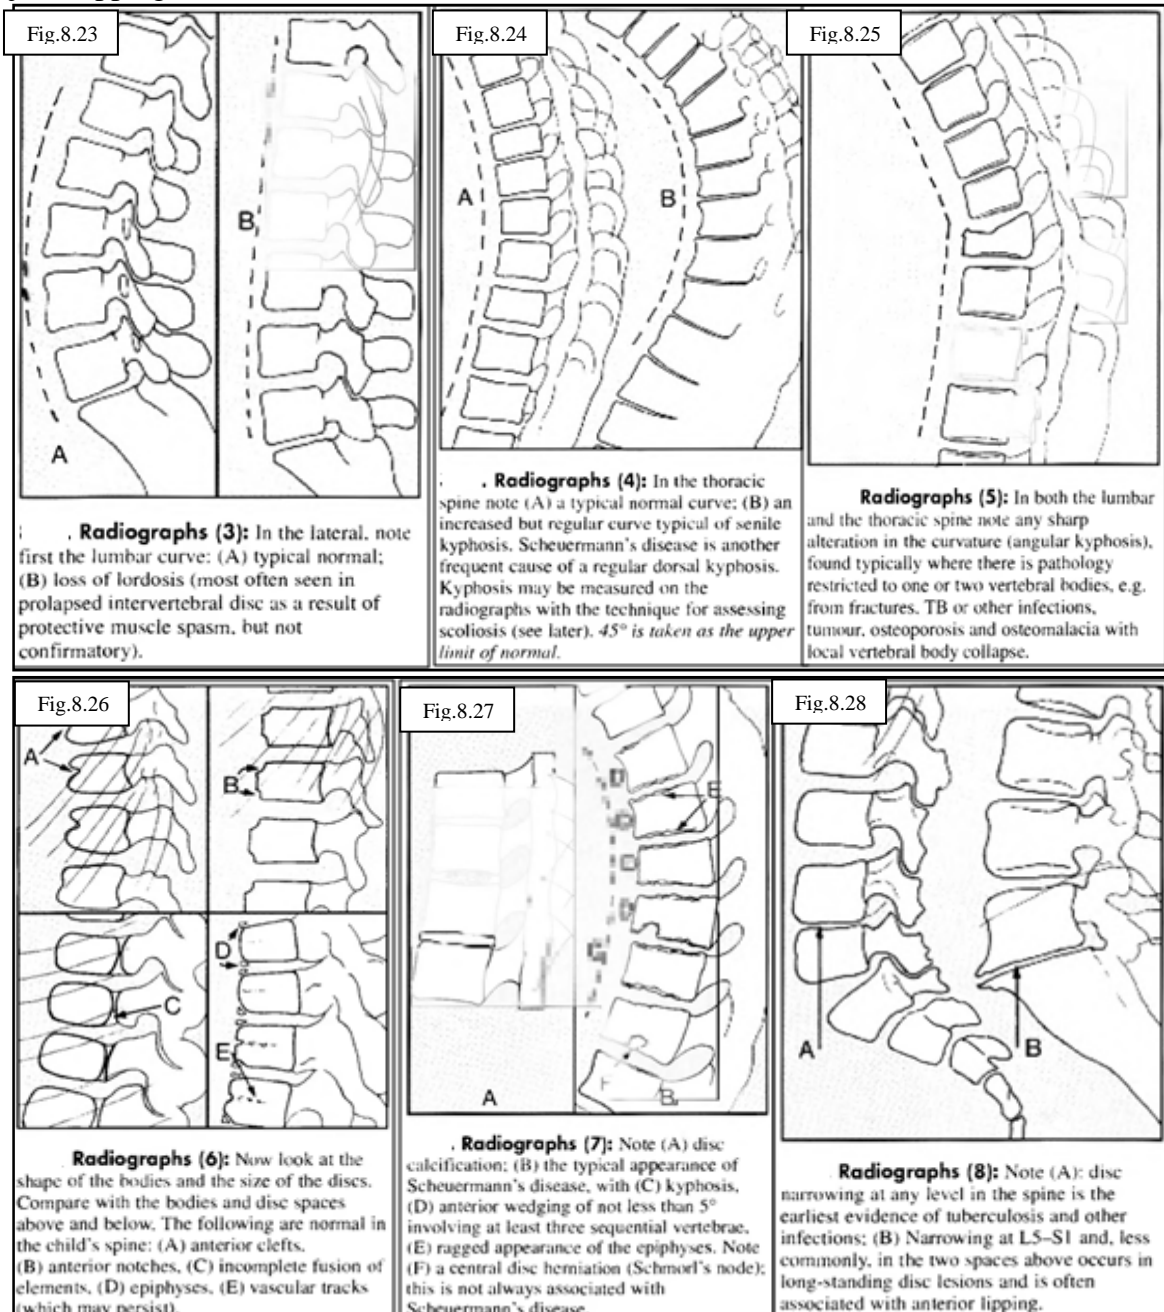 Fig.8.23
A
B
. Radiographs (3): In the lateral, note
first the lumbar curve: (A) typical normal;
(B) loss of lordosis (most often seen in
prolapsed intervertebral disc as a result of
protective muscle spasm, but not
confirmatory).
Fig.8.24
A
B
. Radiographs (4): In the thoracic
spine note (A) a typical normal curve; (B) an
increased but regular curve typical of senile
kyphosis. Scheuermann's disease is another
frequent cause of a regular dorsal kyphosis.
Kyphosis may be measured on the
radiographs with the technique for assessing
scoliosis (see later). 45° is taken as the upper
limit of normal.
Fig.8.25
Radiographs (5): In both the lumbar
and the thoracic spine note any sharp
alteration in the curvature (angular kyphosis),
found typically where there is pathology
restricted to one or two vertebral bodies, e.g.
from fractures, TB or other infections,
tumour, osteoporosis and osteomalacia with
local vertebral body collapse.
Fig.8.26
A
B
C
D
E
. Radiographs (6): Now look at the
shape of the bodies and the size of the discs.
Compare with the bodies and disc spaces
above and below. The following are normal in
the child's spine: (A) anterior clefts,
(B) anterior notches, (C) incomplete fusion of
elements, (D) epiphyses, (E) vascular tracks
(which may persist).
Fig.8.27
E
F
A
B
. Radiographs (7): Note (A) disc
calcification; (B) the typical appearance of
Scheuermann's disease, with (C) kyphosis,
(D) anterior wedging of not less than 5°
involving at least three sequential vertebrae,
(E) ragged appearance of the epiphyses. Note
(F) a central disc herniation (Schmorl's node);
this is not always associated with
Scheuermann's disease.
Fig.8.28
A
B
Radiographs (8): Note (A): disc
narrowing at any level in the spine is the
earliest evidence of tuberculosis and other
infections; (B) Narrowing at L5–S1 and, less
commonly, in the two spaces above occurs in
long-standing disc lesions and is often
associated with anterior lipping.